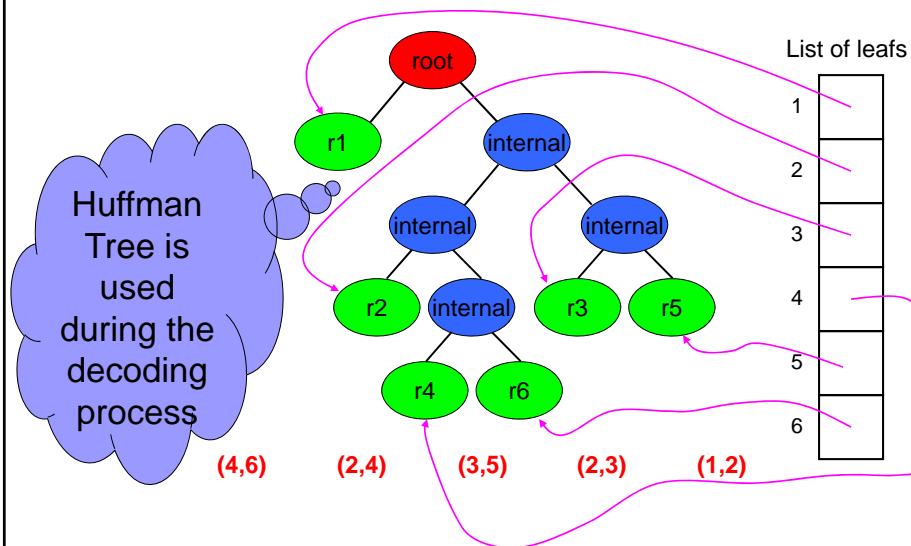 root
List of leafs
1
r1
internal
2
Huffman
Tree is
used
during the
decoding
process
internal
internal
3
r2
internal
r3
r5
4
5
r4
r6
6
(4,6) (2,4) (3,5) (2,3) (1,2)